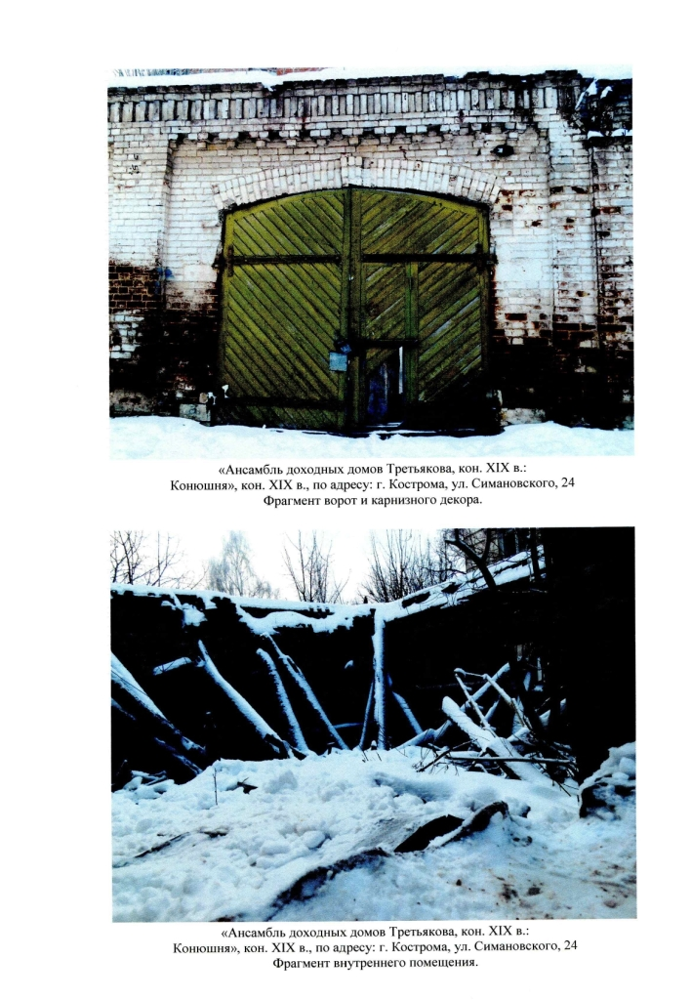 «Ансамбль доходных домов Третьякова, кон. XIX в.:
Конюшня», кон. XIX в., по адресу: г. Кострома, ул. Симановского, 24
Фрагмент ворот и карнизного декора.
«Ансамбль доходных домов Третьякова, кон. XIX в.:
Конюшня», кон. XIX в., по адресу: г. Кострома, ул. Симановского, 24
Фрагмент внутреннего помещения.